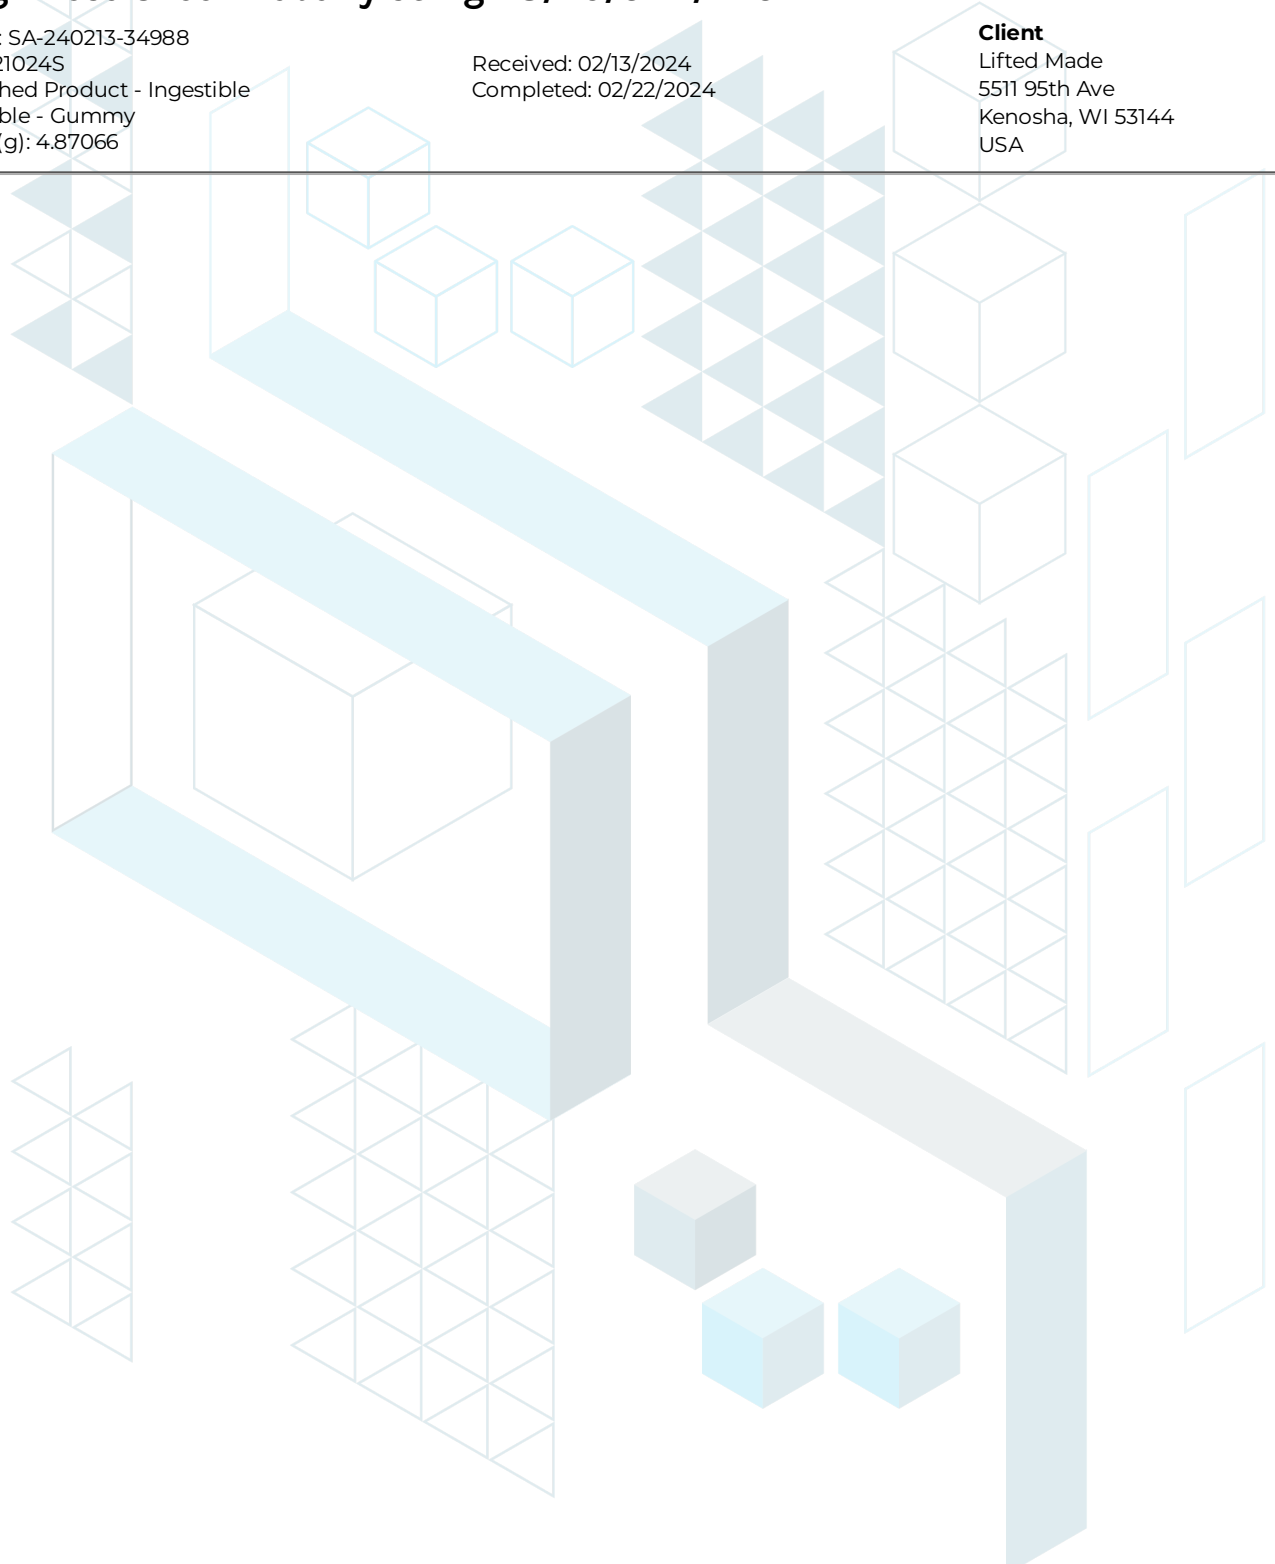 : SA-240213-34988
21024S
hed Product - Ingestible
ble - Gummy
(g): 4.87066
Received: 02/13/2024
Completed: 02/22/2024
Client
Lifted Made
5511 95th Ave
Kenosha, WI 53144
USA